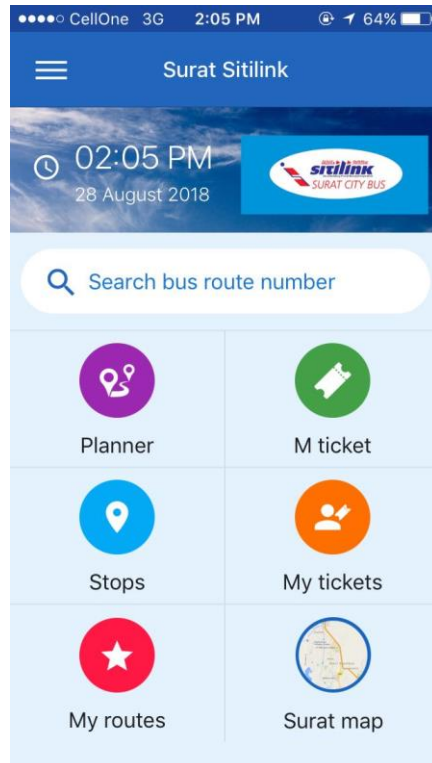 CellOne 3G 2:05 PM 64%
Surat Sitilink
02:05 PM
28 August 2018
sitilink
SURAT CITY BUS
Search bus route number
Planner M ticket
Stops My tickets
My routes Surat map